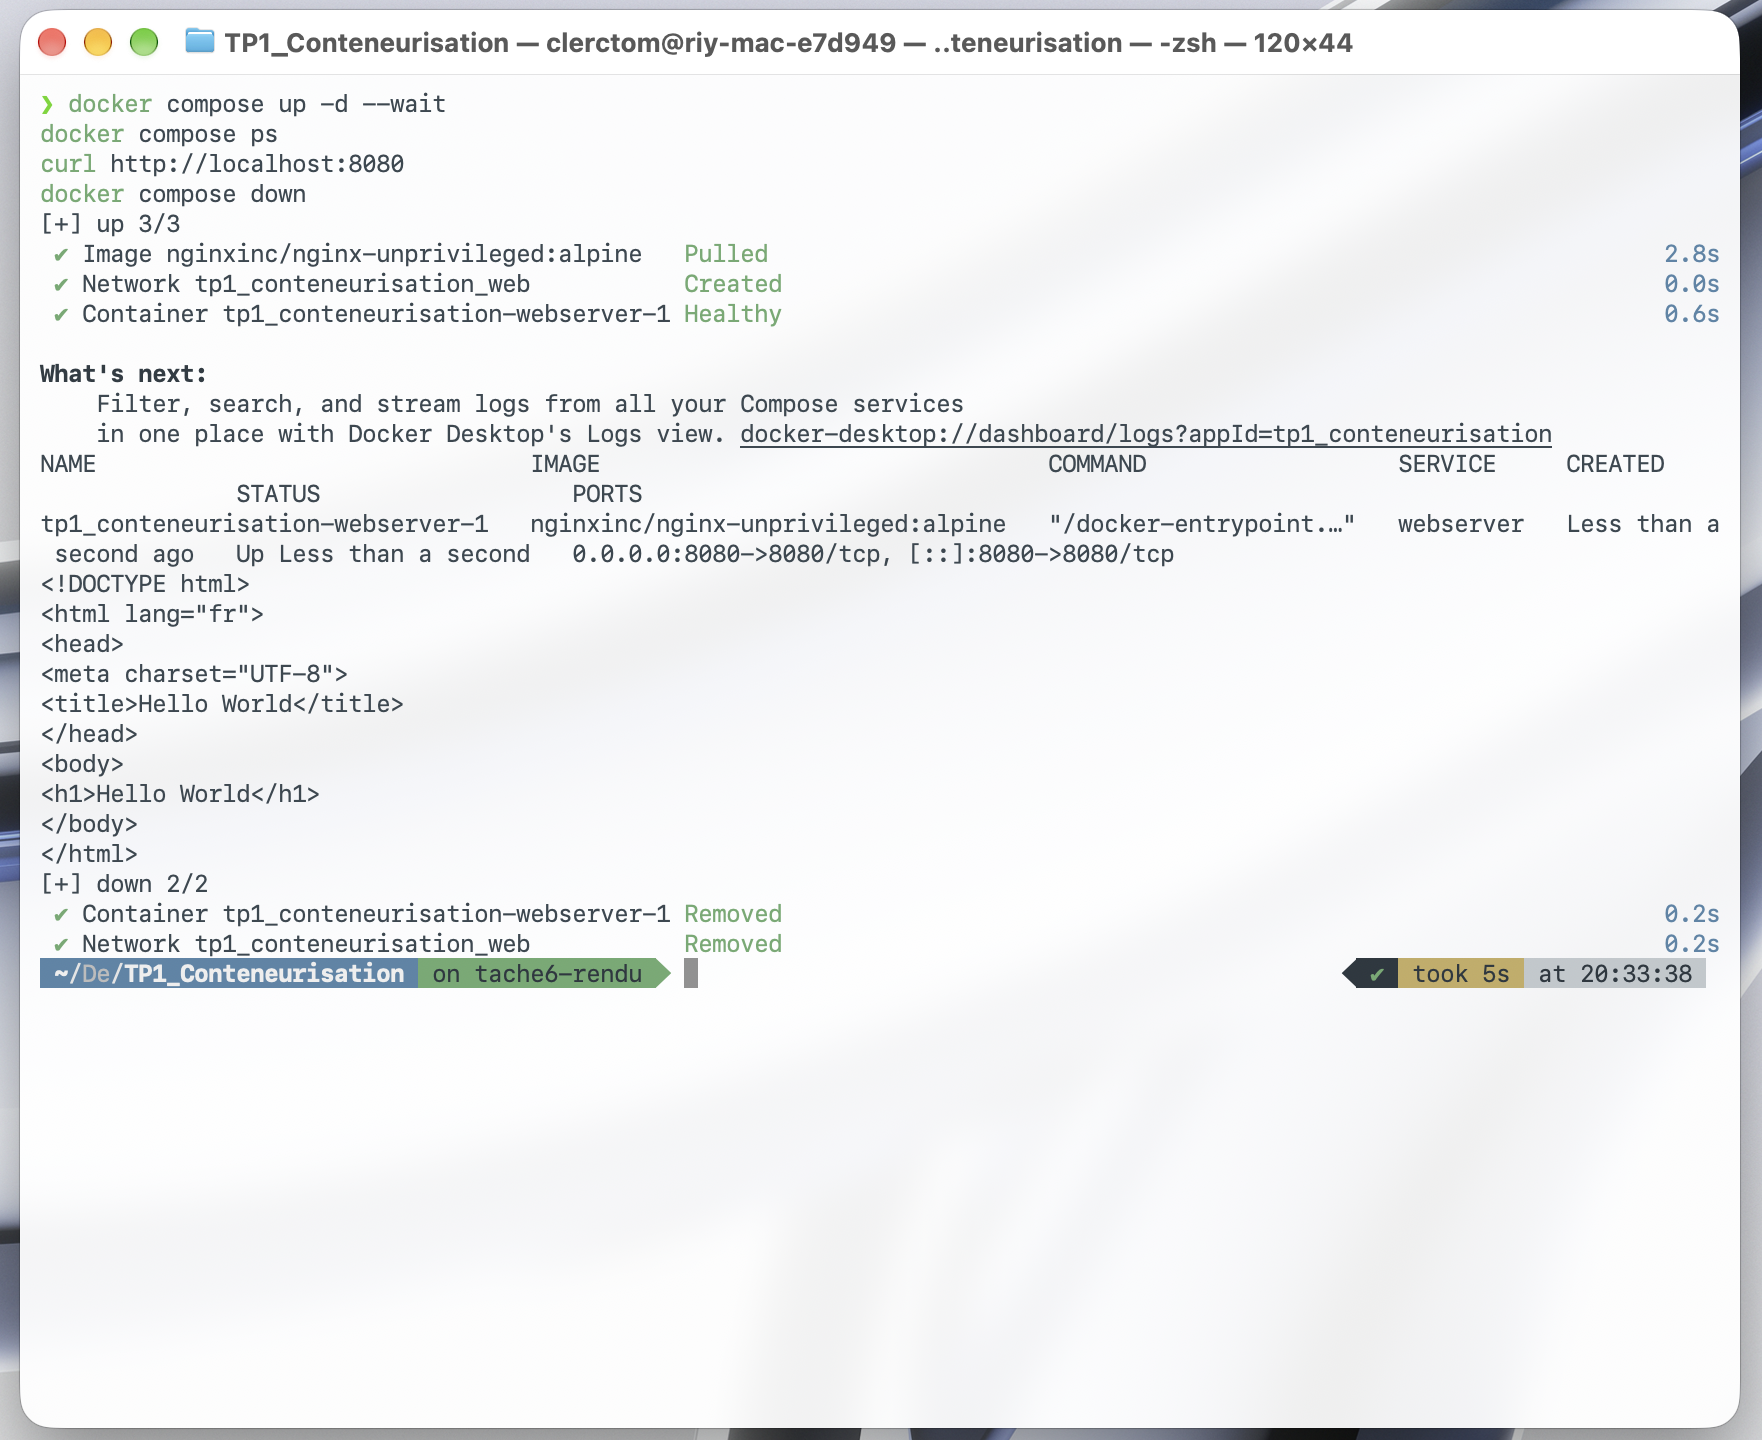 TP1_Conteneurisation — clerctom@riy-mac-e7d949 — ..teneurisation — -zsh — 120×44
❯ docker compose up -d --wait
docker compose ps
curl http://localhost:8080
docker compose down
[+] up 3/3
 ✔ Image nginxinc/nginx-unprivileged:alpine   Pulled 2.8s
 ✔ Network tp1_conteneurisation_web           Created 0.0s
 ✔ Container tp1_conteneurisation-webserver-1 Healthy 0.6s
What's next:
    Filter, search, and stream logs from all your Compose services
    in one place with Docker Desktop's Logs view. docker-desktop://dashboard/logs?appId=tp1_conteneurisation
NAME                               IMAGE                                COMMAND                  SERVICE     CREATED
              STATUS                  PORTS
tp1_conteneurisation-webserver-1   nginxinc/nginx-unprivileged:alpine   "/docker-entrypoint.…"   webserver   Less than a
 second ago   Up Less than a second   0.0.0.0:8080->8080/tcp, [::]:8080->8080/tcp
<!DOCTYPE html>
<html lang="fr">
<head>
<meta charset="UTF-8">
<title>Hello World</title>
</head>
<body>
<h1>Hello World</h1>
</body>
</html>
[+] down 2/2
 ✔ Container tp1_conteneurisation-webserver-1 Removed 0.2s
 ✔ Network tp1_conteneurisation_web           Removed 0.2s
~/De/TP1_Conteneurisation on tache6-rendu ✔ took 5s at 20:33:38